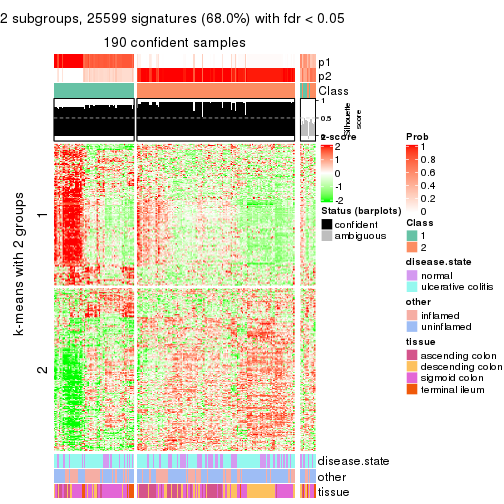 2 subgroups, 25599 signatures (68.0%) with fdr < 0.05
190 confident samples
p1
p2
Class
1
0.5
0
Silhouette
score
k-means with 2 groups
1
2
z-score
2
1
0
-1
-2
Status (barplots)
confident
ambiguous
Prob
1
0.8
0.6
0.4
0.2
0
Class
1
2
disease.state
normal
ulcerative colitis
other
inflamed
uninflamed
tissue
ascending colon
descending colon
sigmoid colon
terminal ileum
disease.state
other
tissue